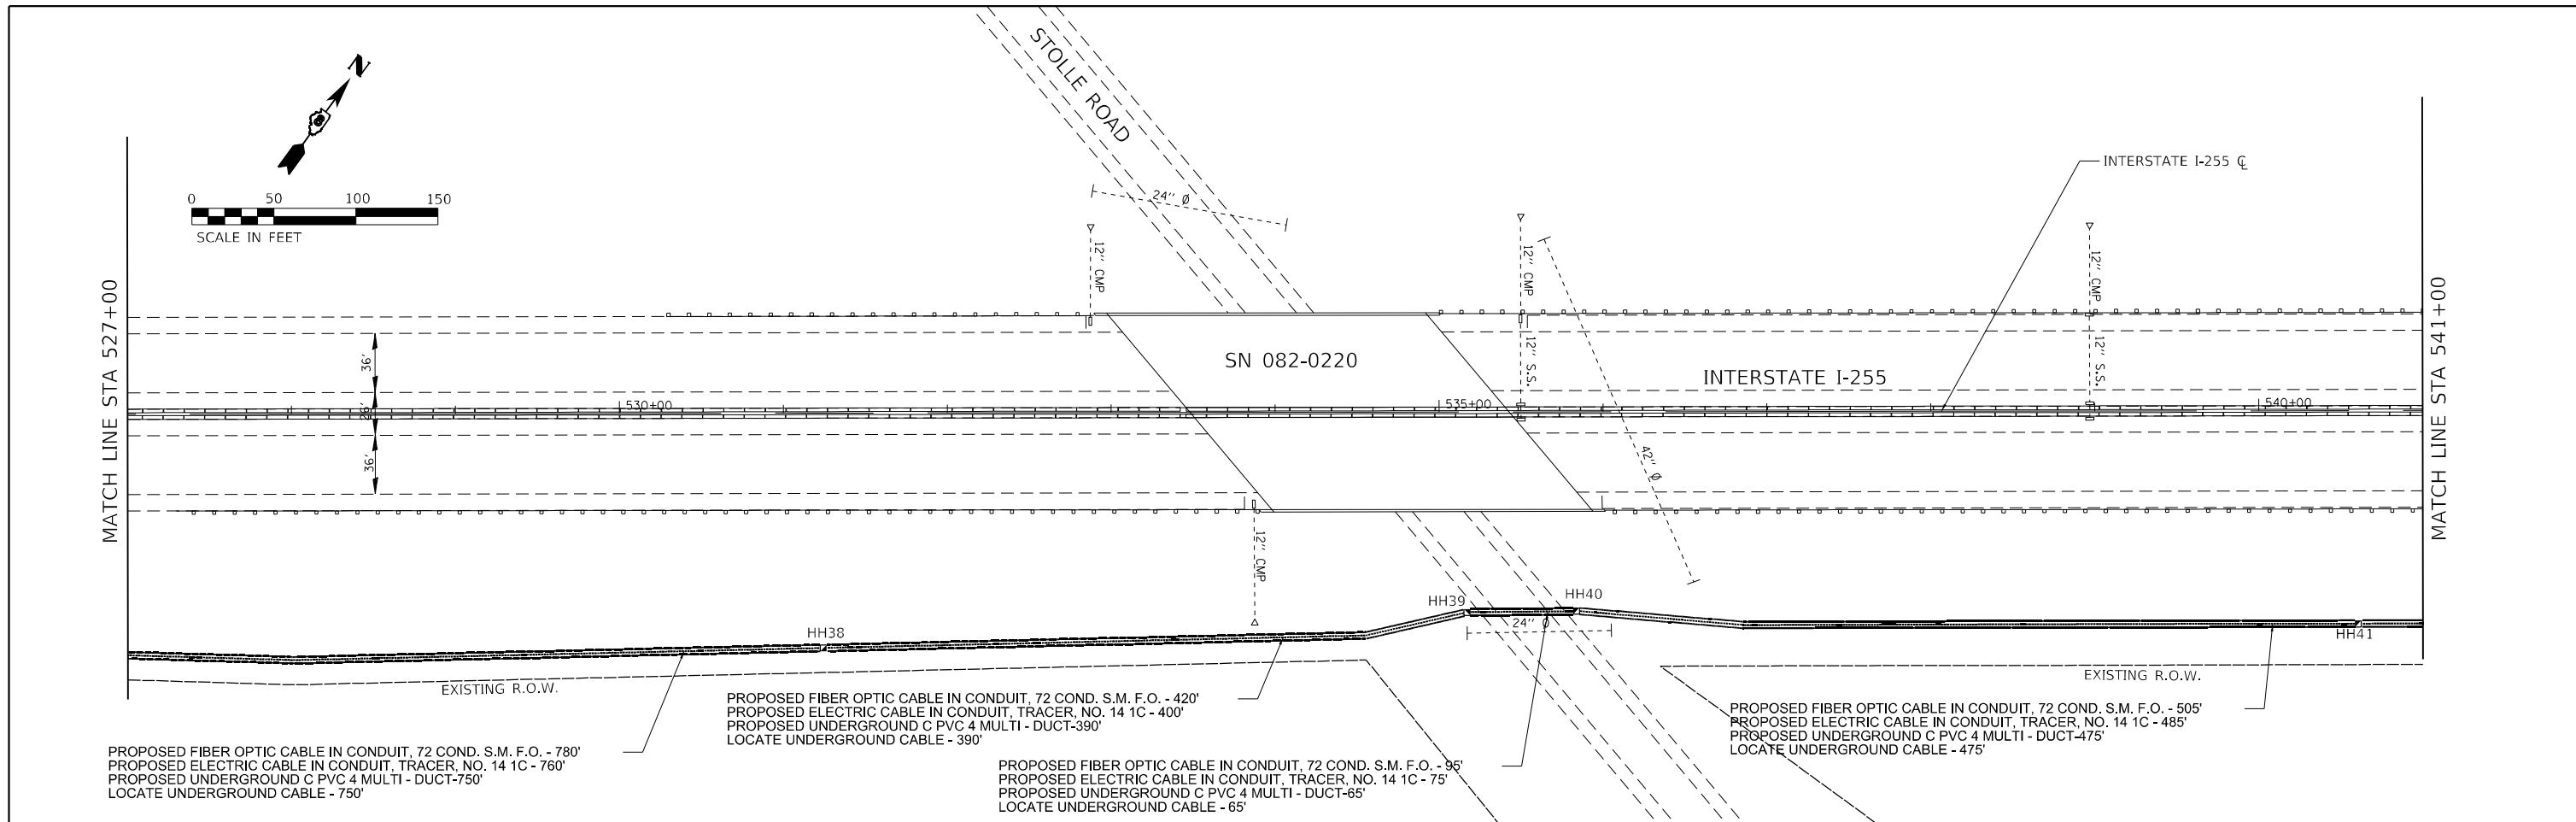 N
0 50 100 150
SCALE IN FEET
STOLLE ROAD
24'' Ø
INTERSTATE I-255 ℄
12'' CMP
12'' CMP
12'' CMP
MATCH LINE STA 527+00
MATCH LINE STA 541+00
36'
26'
36'
SN 082-0220
12'' S.S.
12'' S.S.
INTERSTATE I-255
530+00
535+00
540+00
42'' Ø
12'' CMP
HH38
HH39
HH40
24'' Ø
HH41
EXISTING R.O.W.
EXISTING R.O.W.
PROPOSED FIBER OPTIC CABLE IN CONDUIT, 72 COND. S.M. F.O. - 780'
PROPOSED ELECTRIC CABLE IN CONDUIT, TRACER, NO. 14 1C - 760'
PROPOSED UNDERGROUND C PVC 4 MULTI - DUCT-750'
LOCATE UNDERGROUND CABLE - 750'
PROPOSED FIBER OPTIC CABLE IN CONDUIT, 72 COND. S.M. F.O. - 420'
PROPOSED ELECTRIC CABLE IN CONDUIT, TRACER, NO. 14 1C - 400'
PROPOSED UNDERGROUND C PVC 4 MULTI - DUCT-390'
LOCATE UNDERGROUND CABLE - 390'
PROPOSED FIBER OPTIC CABLE IN CONDUIT, 72 COND. S.M. F.O. - 95'
PROPOSED ELECTRIC CABLE IN CONDUIT, TRACER, NO. 14 1C - 75'
PROPOSED UNDERGROUND C PVC 4 MULTI - DUCT-65'
LOCATE UNDERGROUND CABLE - 65'
PROPOSED FIBER OPTIC CABLE IN CONDUIT, 72 COND. S.M. F.O. - 505'
PROPOSED ELECTRIC CABLE IN CONDUIT, TRACER, NO. 14 1C - 485'
PROPOSED UNDERGROUND C PVC 4 MULTI - DUCT-475'
LOCATE UNDERGROUND CABLE - 475'